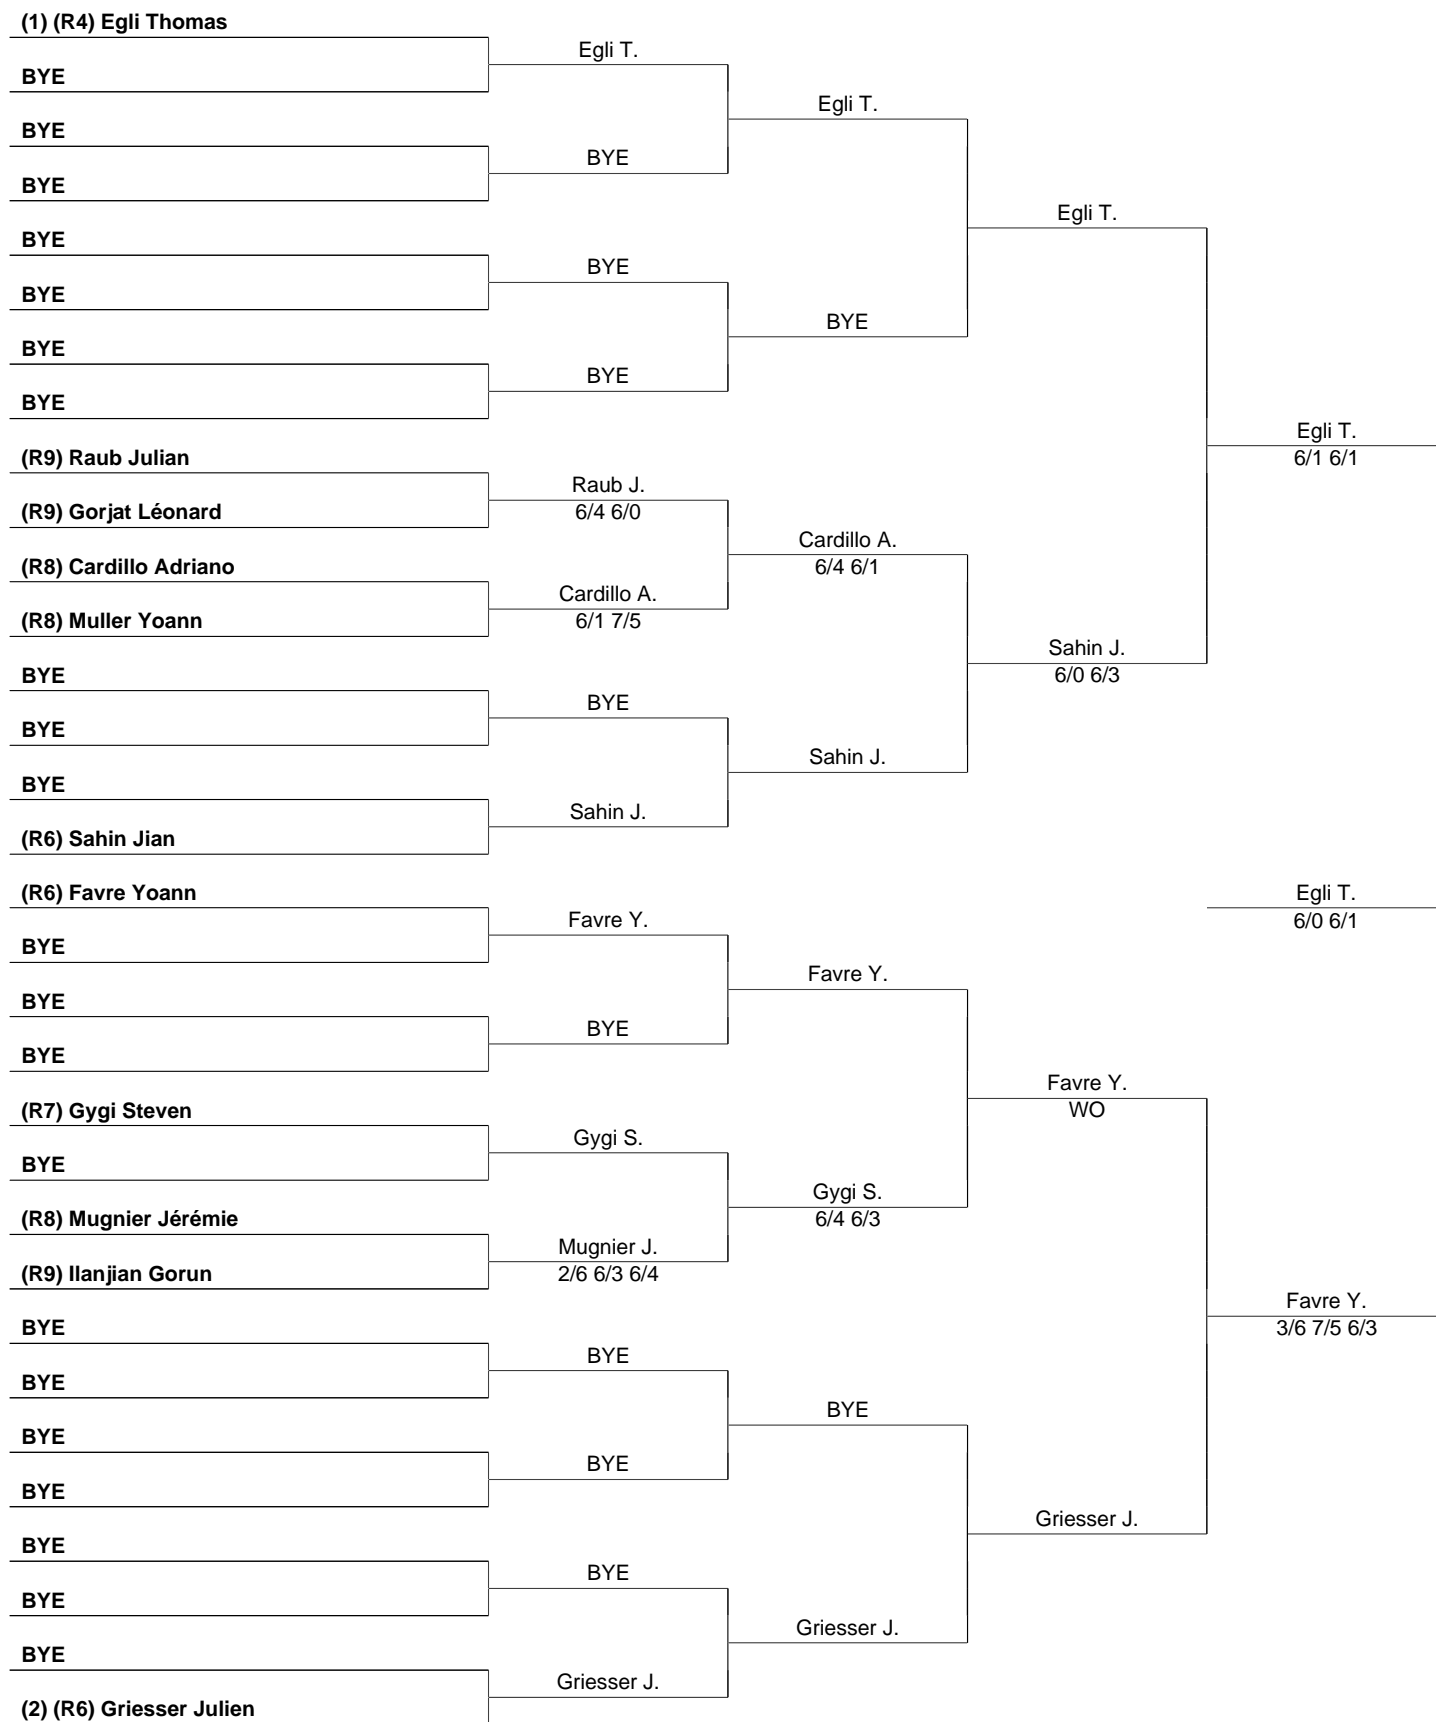 (1) (R4) Egli Thomas
Egli T.
BYE
Egli T.
BYE
BYE
BYE
Egli T.
BYE
BYE
BYE
BYE
BYE
BYE
BYE
Egli T.
(R9) Raub Julian
6/1 6/1
Raub J.
(R9) Gorjat Léonard
6/4 6/0
Cardillo A.
(R8) Cardillo Adriano
6/4 6/1
Cardillo A.
(R8) Muller Yoann
6/1 7/5
Sahin J.
BYE
6/0 6/3
BYE
BYE
Sahin J.
BYE
Sahin J.
(R6) Sahin Jian
(R6) Favre Yoann
Egli T.
Favre Y.
6/0 6/1
BYE
Favre Y.
BYE
BYE
BYE
Favre Y.
(R7) Gygi Steven
WO
Gygi S.
BYE
Gygi S.
(R8) Mugnier Jérémie
6/4 6/3
Mugnier J.
(R9) Ilanjian Gorun
2/6 6/3 6/4
Favre Y.
BYE
3/6 7/5 6/3
BYE
BYE
BYE
BYE
BYE
BYE
Griesser J.
BYE
BYE
BYE
Griesser J.
BYE
Griesser J.
(2) (R6) Griesser Julien